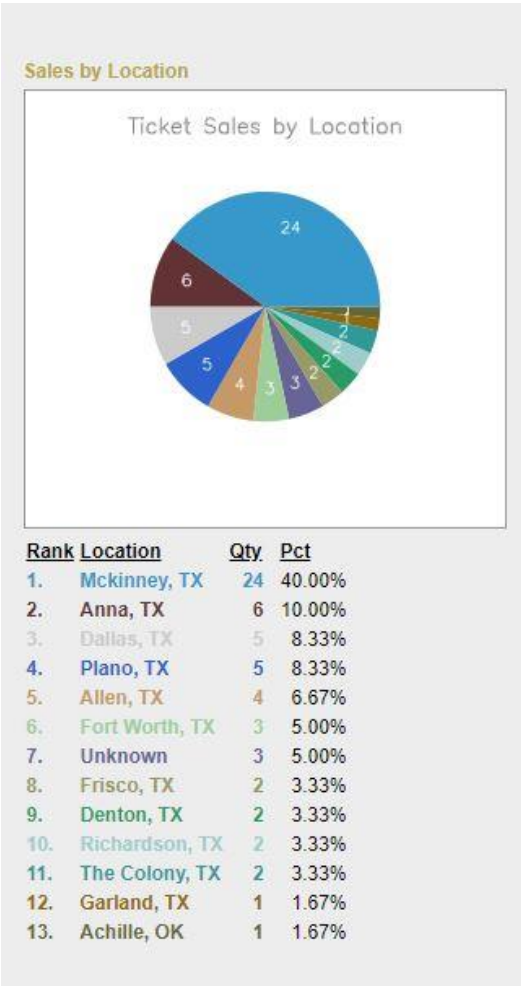 Sales by Location
Ticket Sales by Location
24
6
5
5
4
3
3
2
2
2
2
1
1
Rank Location Qty Pct
1. Mckinney, TX 24 40.00%
2. Anna, TX 6 10.00%
3. Dallas, TX 5 8.33%
4. Plano, TX 5 8.33%
5. Allen, TX 4 6.67%
6. Fort Worth, TX 3 5.00%
7. Unknown 3 5.00%
8. Frisco, TX 2 3.33%
9. Denton, TX 2 3.33%
10. Richardson, TX 2 3.33%
11. The Colony, TX 2 3.33%
12. Garland, TX 1 1.67%
13. Achille, OK 1 1.67%